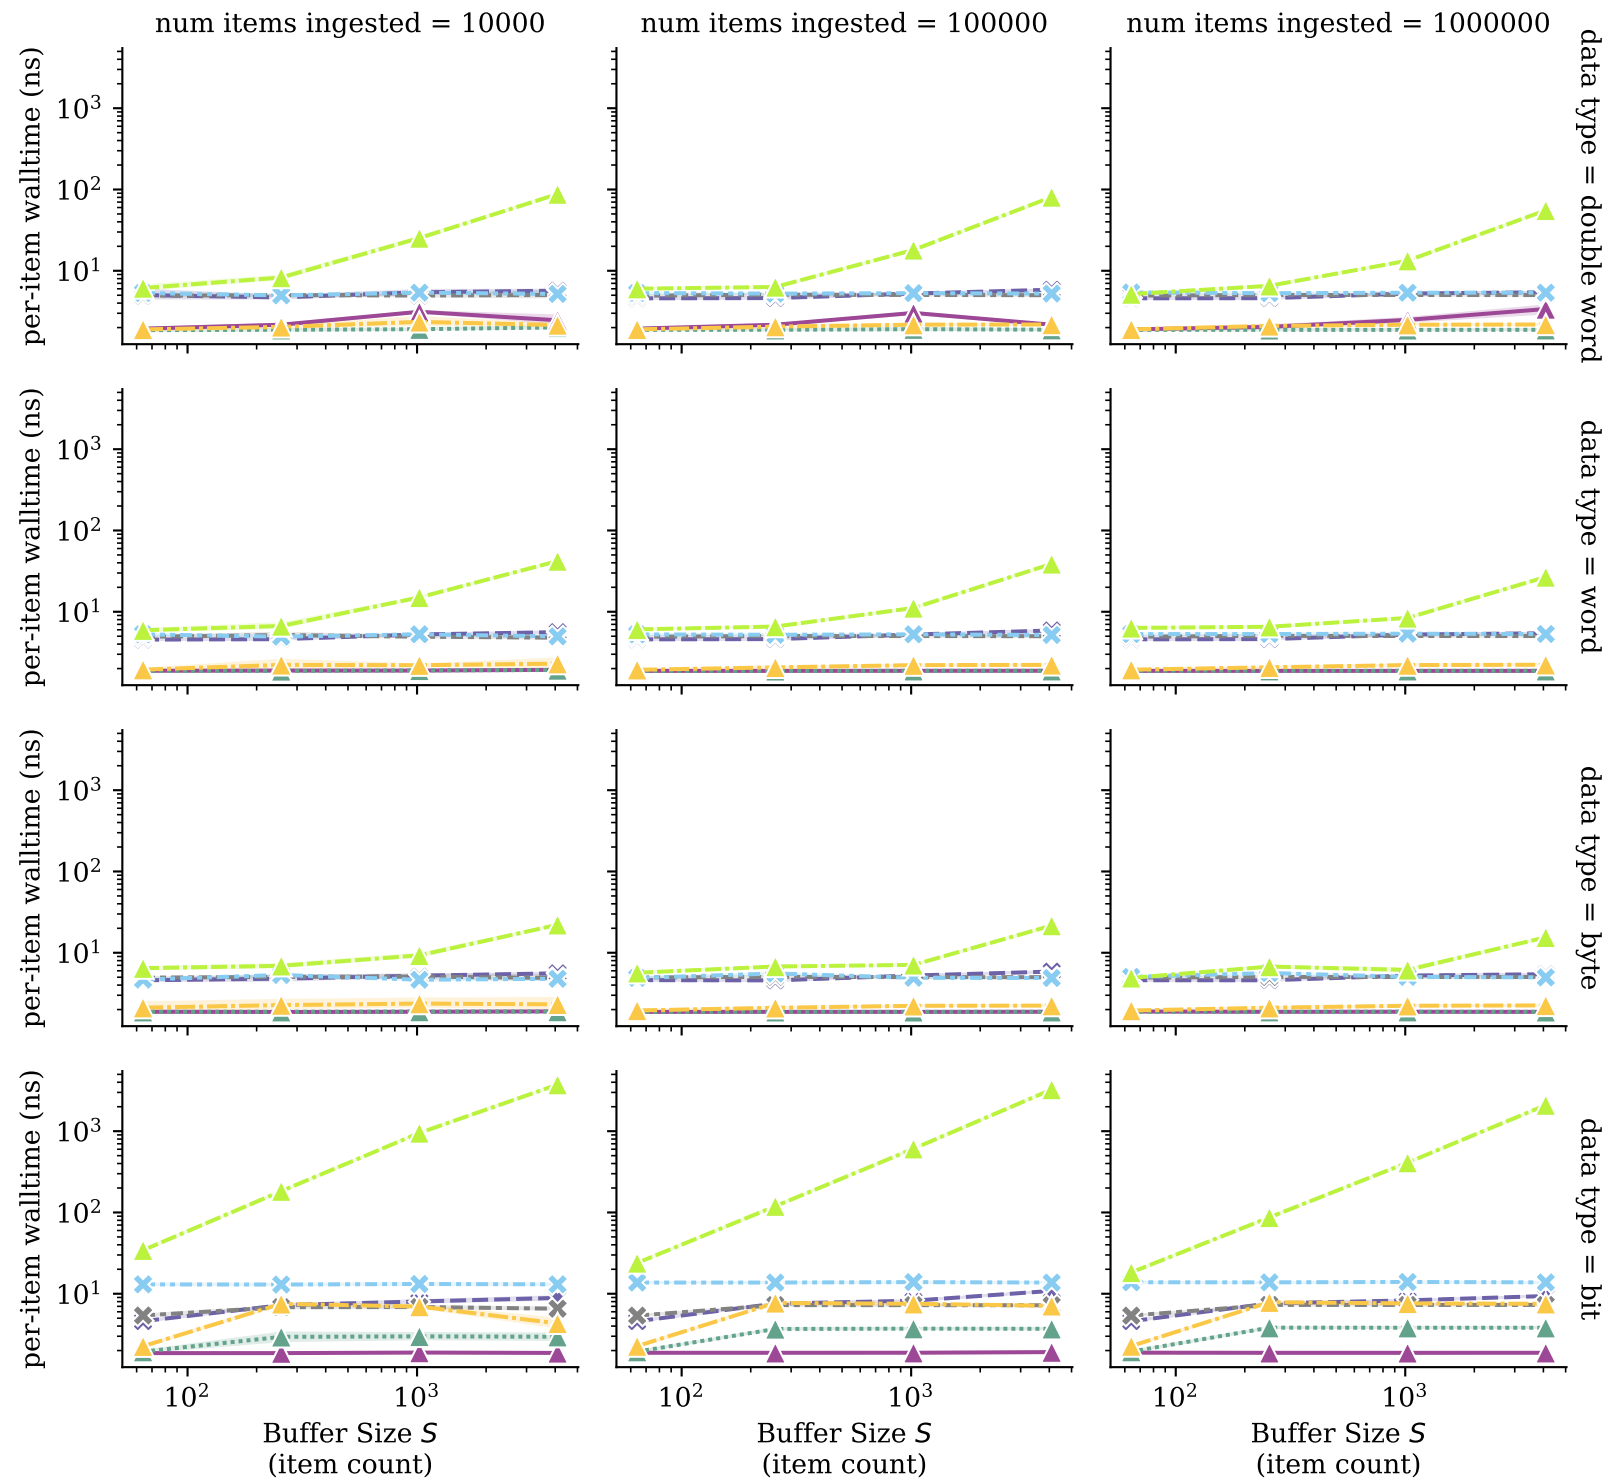 num items ingested = 10000
num items ingested = 100000
num items ingested = 1000000
per-item walltime (ns)
10³
10²
10¹
data type = double word
per-item walltime (ns)
10³
10²
10¹
data type = word
per-item walltime (ns)
10³
10²
10¹
data type = byte
per-item walltime (ns)
10³
10²
10¹
data type = bit
10² 10³ 10² 10³ 10² 10³
Buffer Size S
(item count)
Buffer Size S
(item count)
Buffer Size S
(item count)